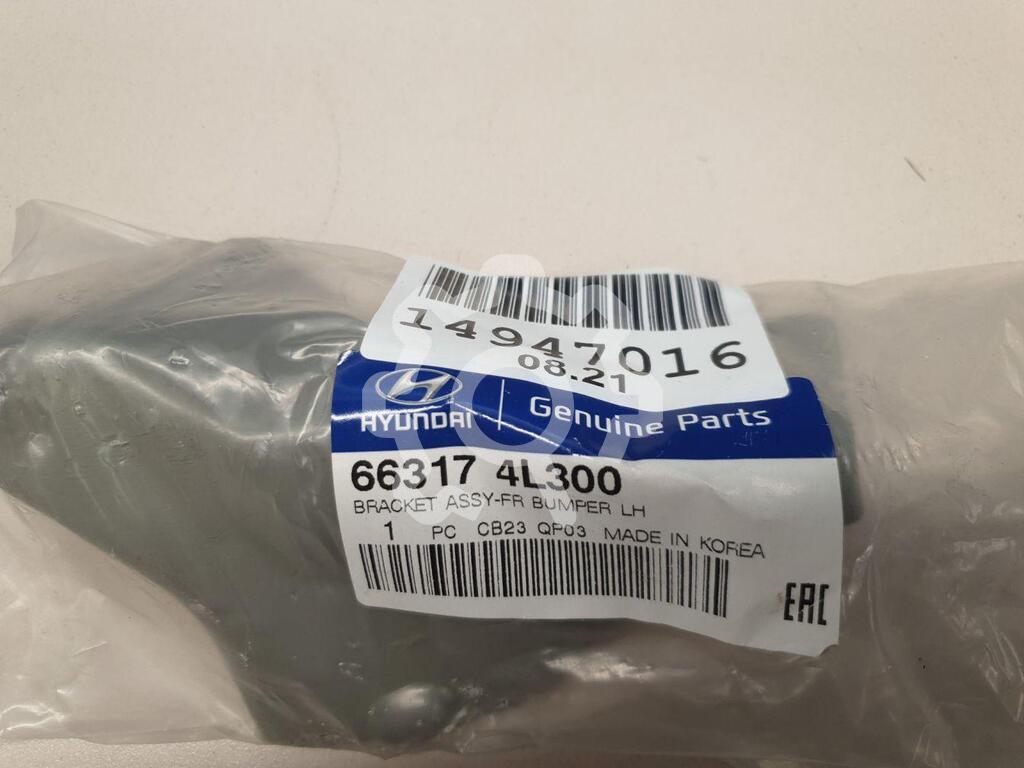 14947016
08.21
HYUNDAI Genuine Parts
66317 4L300
BRACKET ASSY-FR BUMPER LH
1 PC CB23 QP03 MADE IN KOREA
EAC